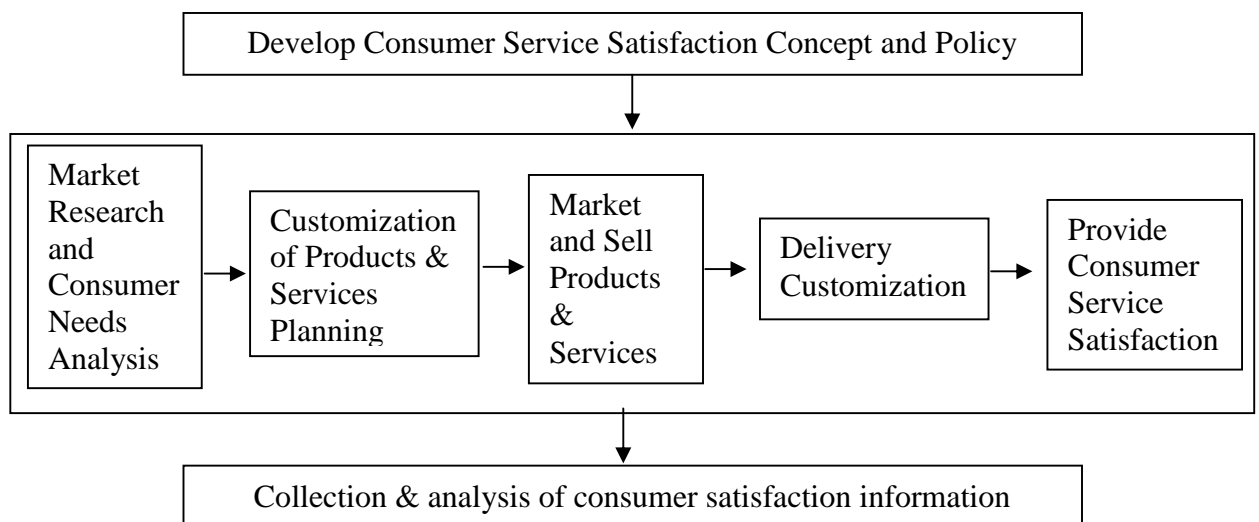 Develop Consumer Service Satisfaction Concept and Policy
Market
Research
and
Consumer
Needs
Analysis
Customization
of Products &
Services
Planning
Market
and Sell
Products
&
Services
Delivery
Customization
Provide
Consumer
Service
Satisfaction
Collection & analysis of consumer satisfaction information